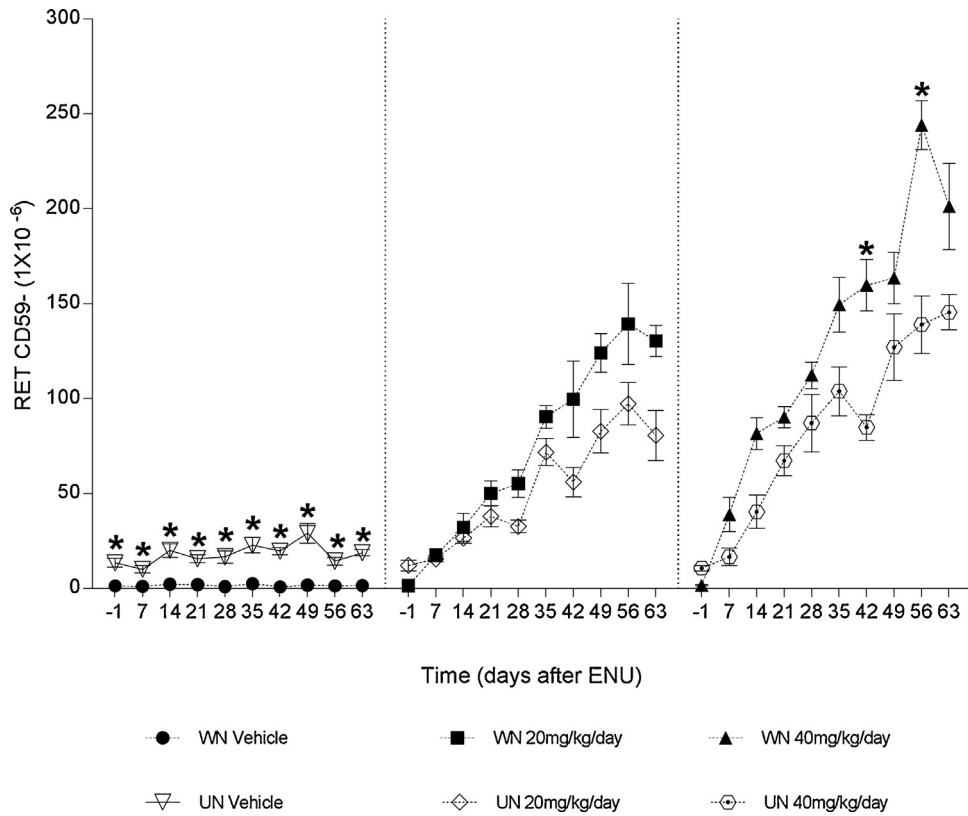 RET CD59- (1X10 -6)
300
250
200
150
100
50
0
* * * * * * * * * *
* *
-1 7 14 21 28 35 42 49 56 63
-1 7 14 21 28 35 42 49 56 63
-1 7 14 21 28 35 42 49 56 63
Time (days after ENU)
WN Vehicle
WN 20mg/kg/day
WN 40mg/kg/day
UN Vehicle
UN 20mg/kg/day
UN 40mg/kg/day